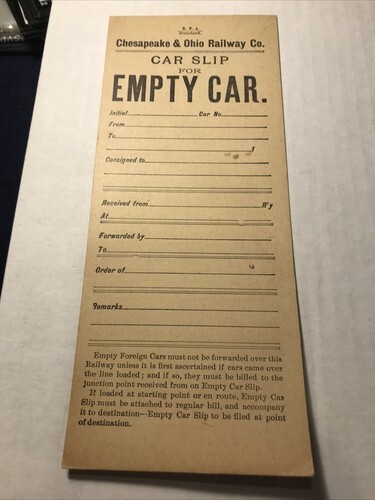 Standard.
Chesapeake & Ohio Railway Co.
CAR SLIP
FOR
EMPTY CAR.
Initial Car No.
From
To
1
Consigned to
Received from W'y
At
Forwarded by
To
Order of
Remarks
Empty Foreign Cars must not be forwarded over this
Railway unless it is first ascertained if cars came over
the line loaded; and if so, they must be billed to the
junction point received from on Empty Car Slip.
If loaded at starting point or en route, Empty Car
Slip must be attached to regular bill, and accompany
it to destination—Empty Car Slip to be filed at point
of destination.